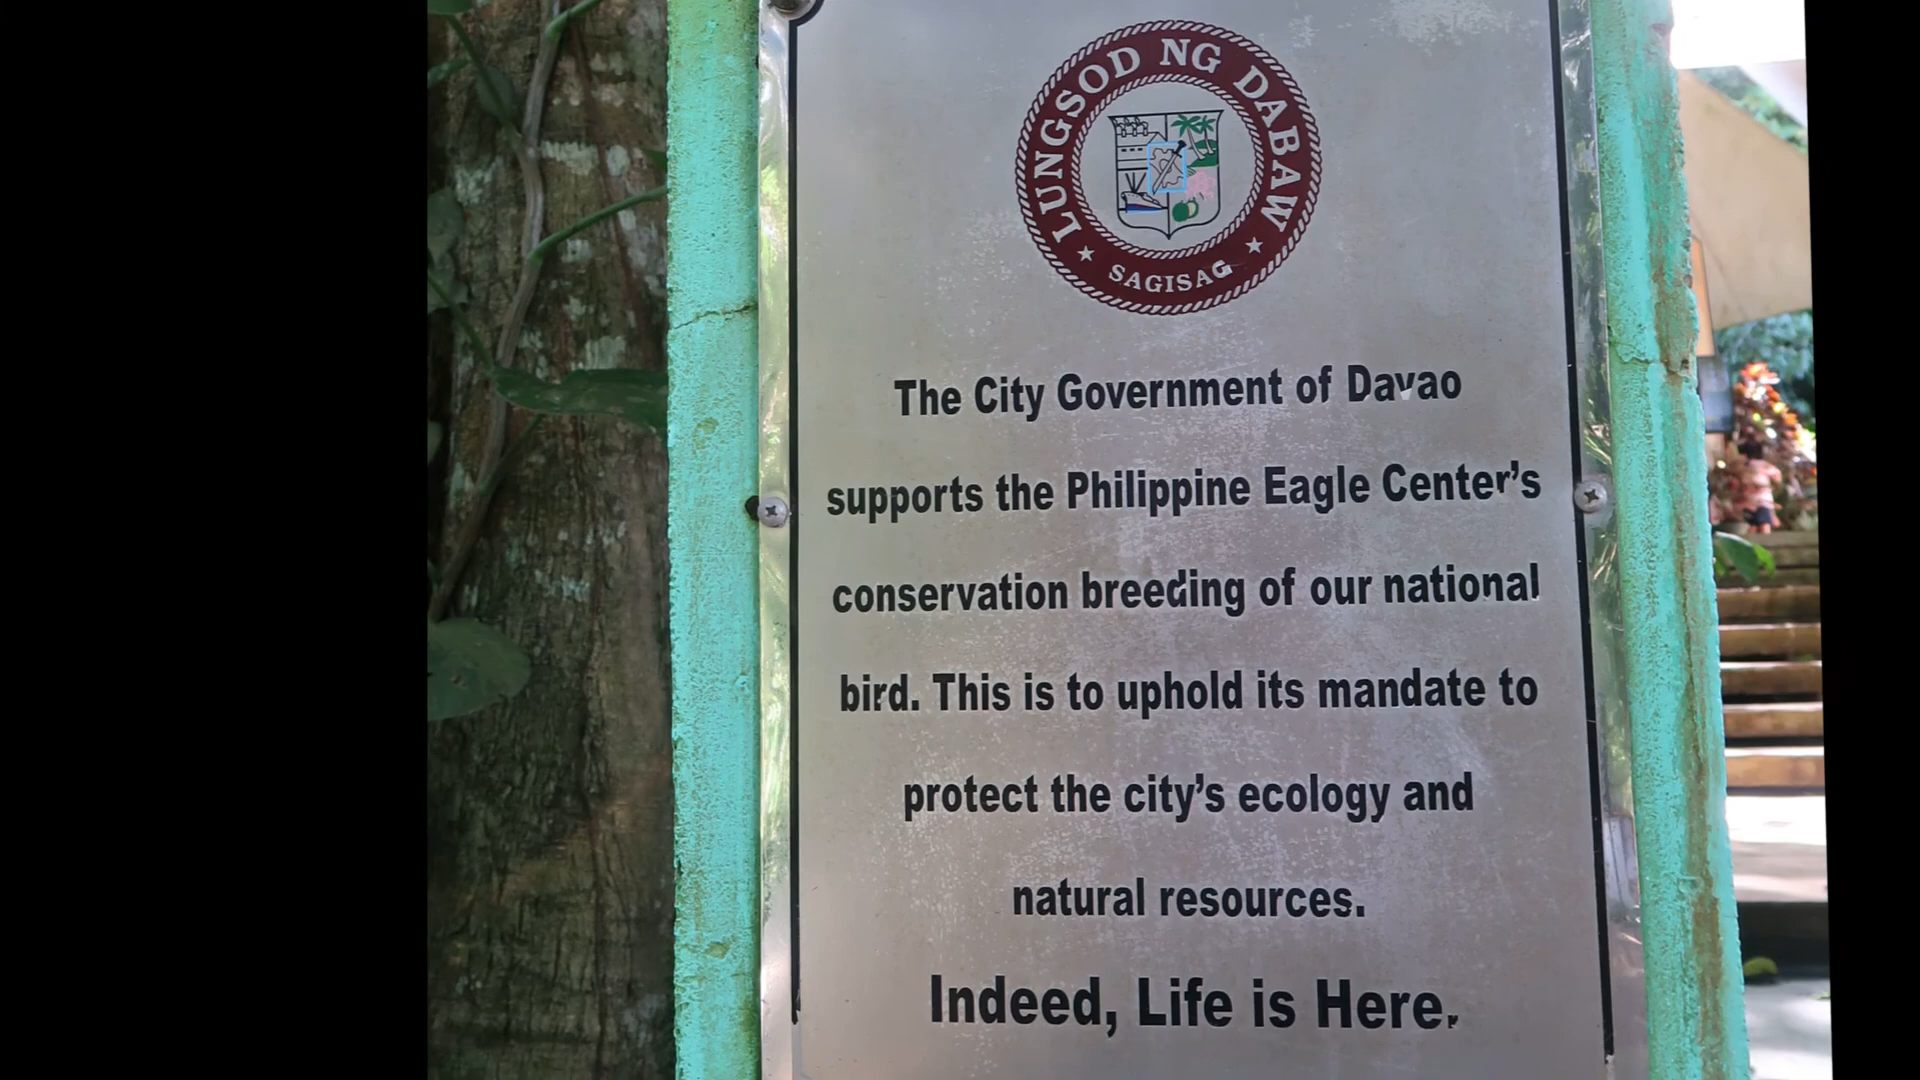 LUNGSOD NG DABAW
SAGISAG
The City Government of Davao
supports the Philippine Eagle Center's
conservation breeding of our national
bird. This is to uphold its mandate to
protect the city's ecology and
natural resources.
Indeed, Life is Here.